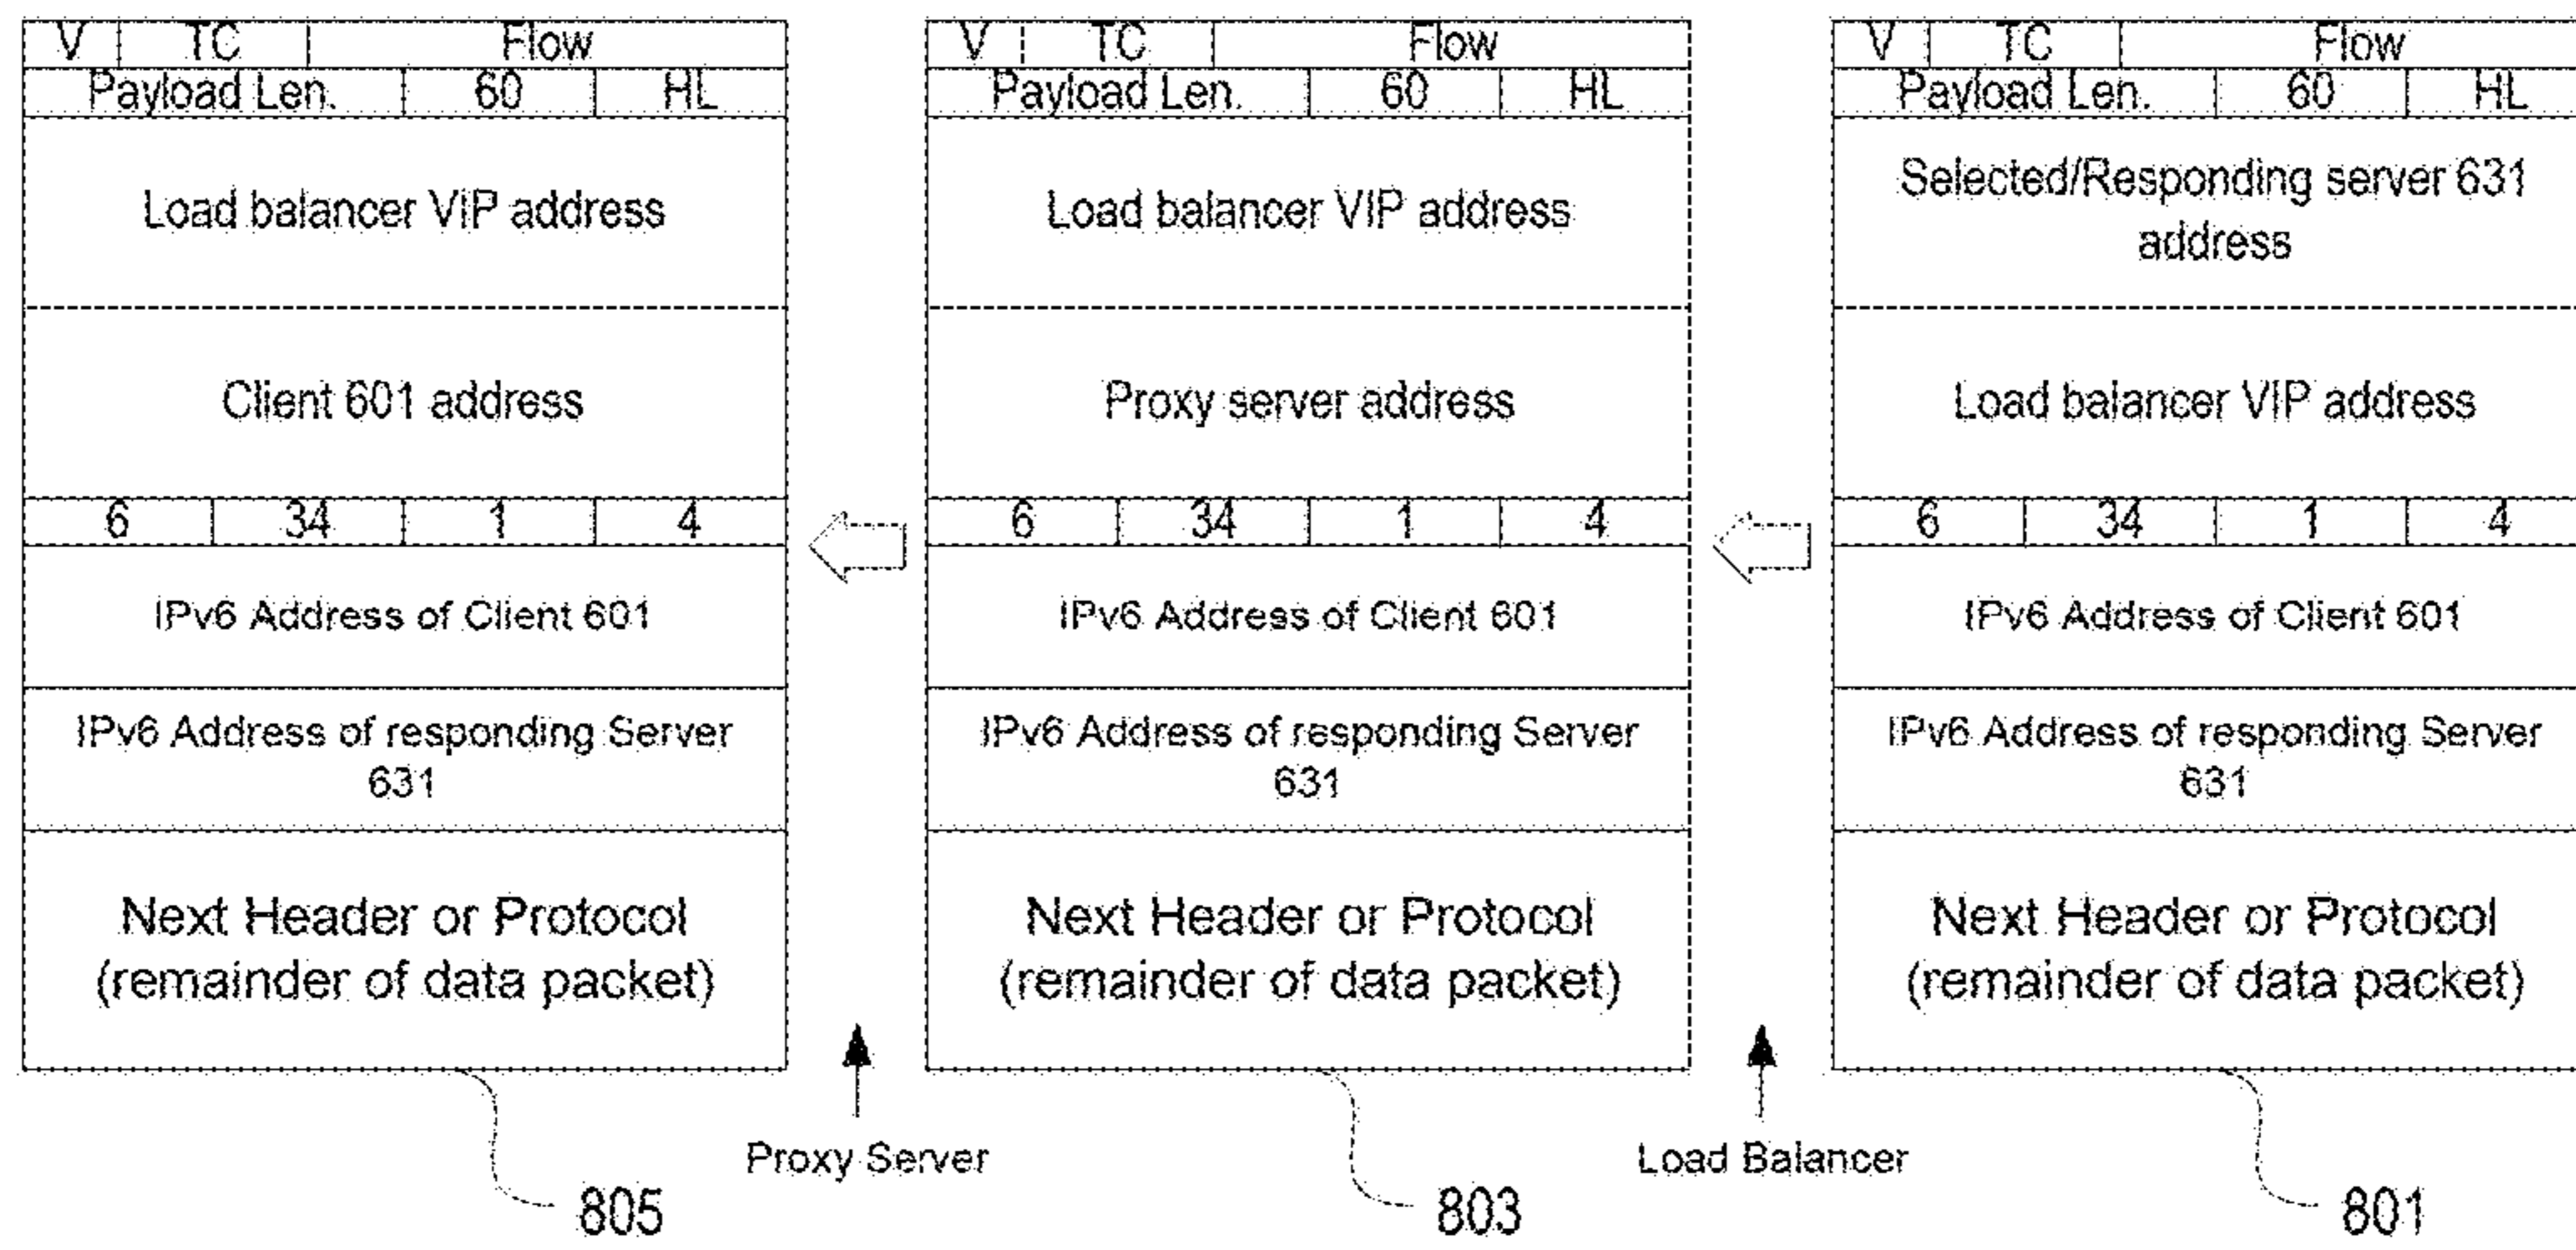 V TC Flow
Payload Len. 60 HL
Load balancer VIP address
Client 601 address
6 34 1 4
IPv6 Address of Client 601
IPv6 Address of responding Server
631
Next Header or Protocol
(remainder of data packet)
805
Proxy Server
V TC Flow
Payload Len. 60 HL
Load balancer VIP address
Proxy server address
6 34 1 4
IPv6 Address of Client 601
IPv6 Address of responding Server
631
Next Header or Protocol
(remainder of data packet)
803
Load Balancer
V TC Flow
Payload Len. 60 HL
Selected/Responding server 631
address
Load balancer VIP address
6 34 1 4
IPv6 Address of Client 601
IPv6 Address of responding Server
631
Next Header or Protocol
(remainder of data packet)
801